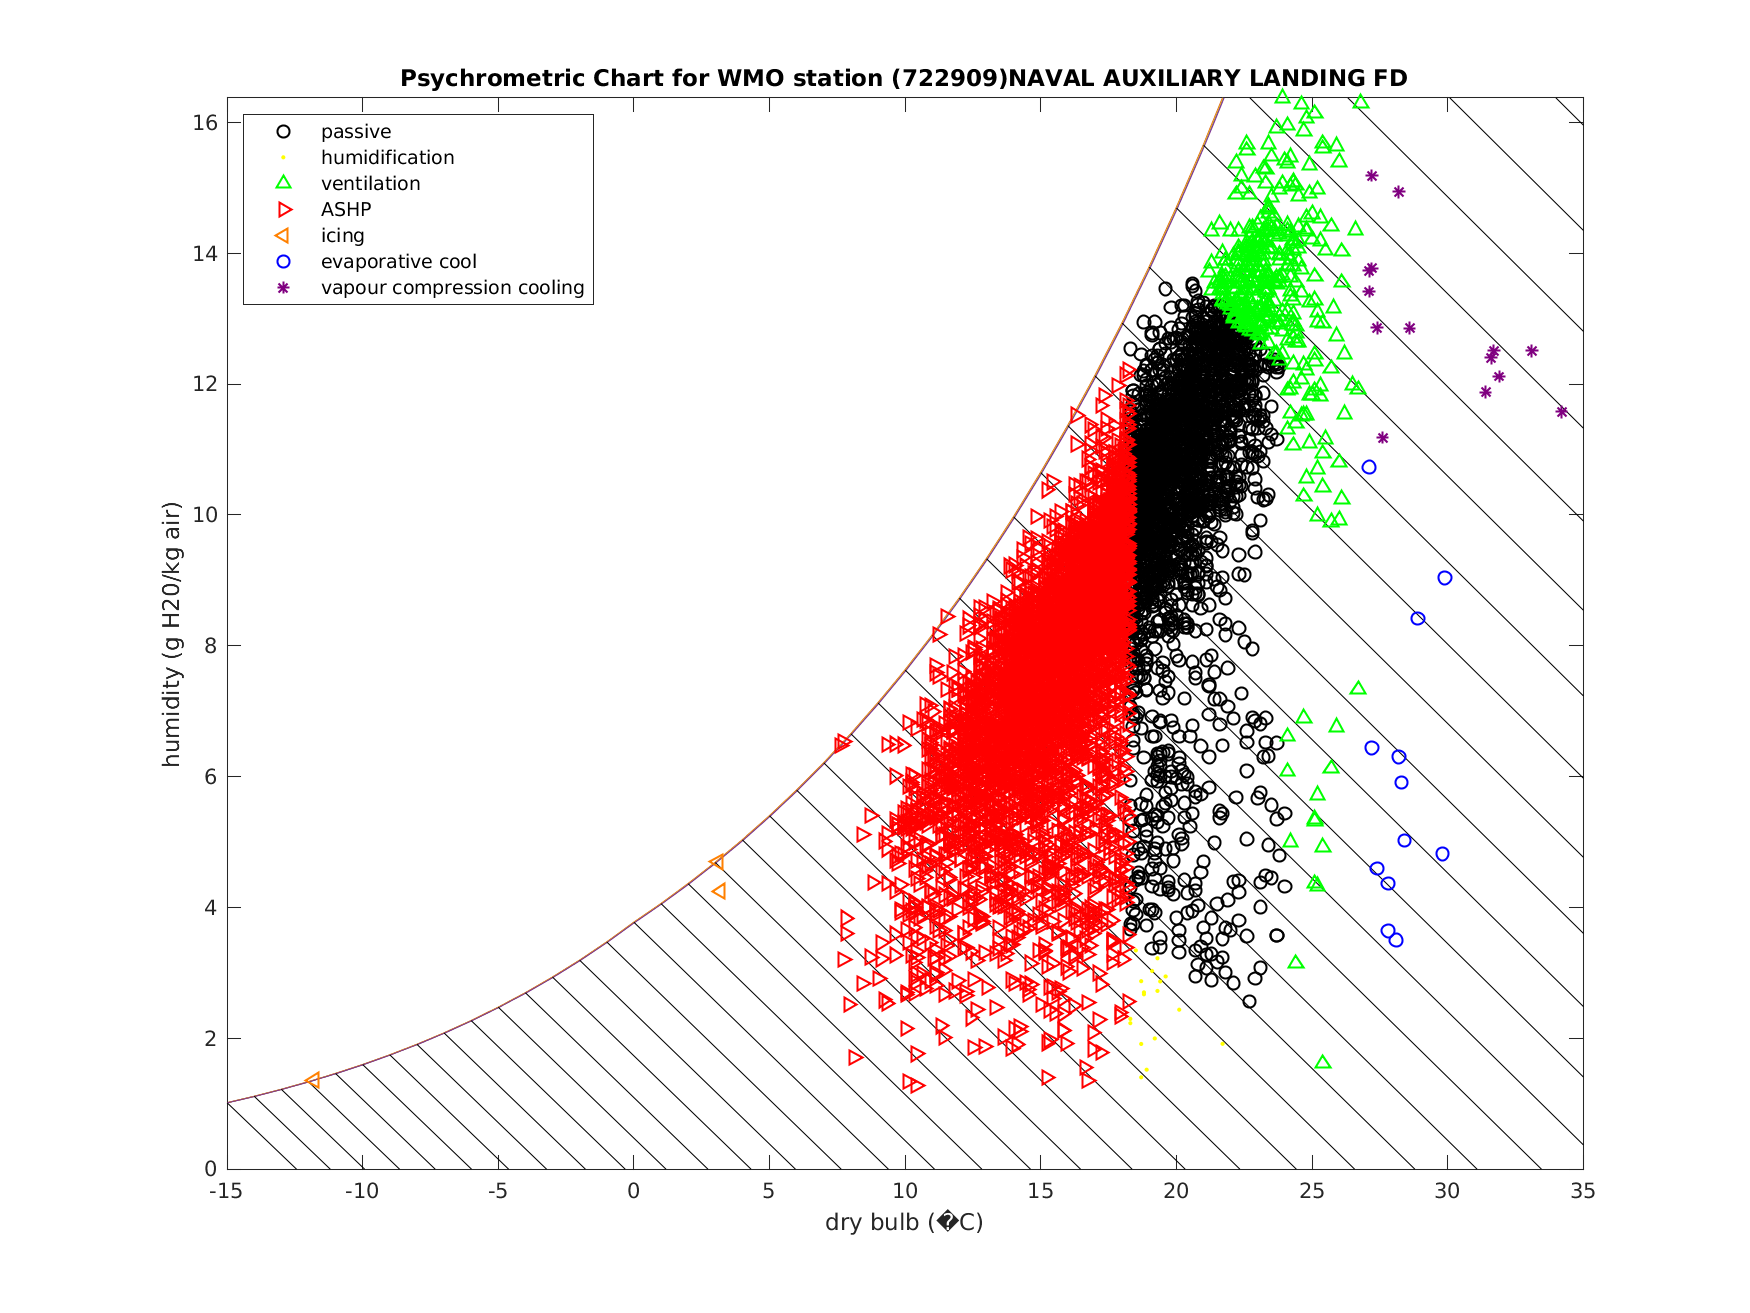 Psychrometric Chart for WMO station (722909)NAVAL AUXILIARY LANDING FD
passive
humidification
ventilation
ASHP
icing
evaporative cool
vapour compression cooling
humidity (g H20/kg air)
16
14
12
10
8
6
4
2
0
-15 -10 -5 0 5 10 15 20 25 30 35
dry bulb (�C)